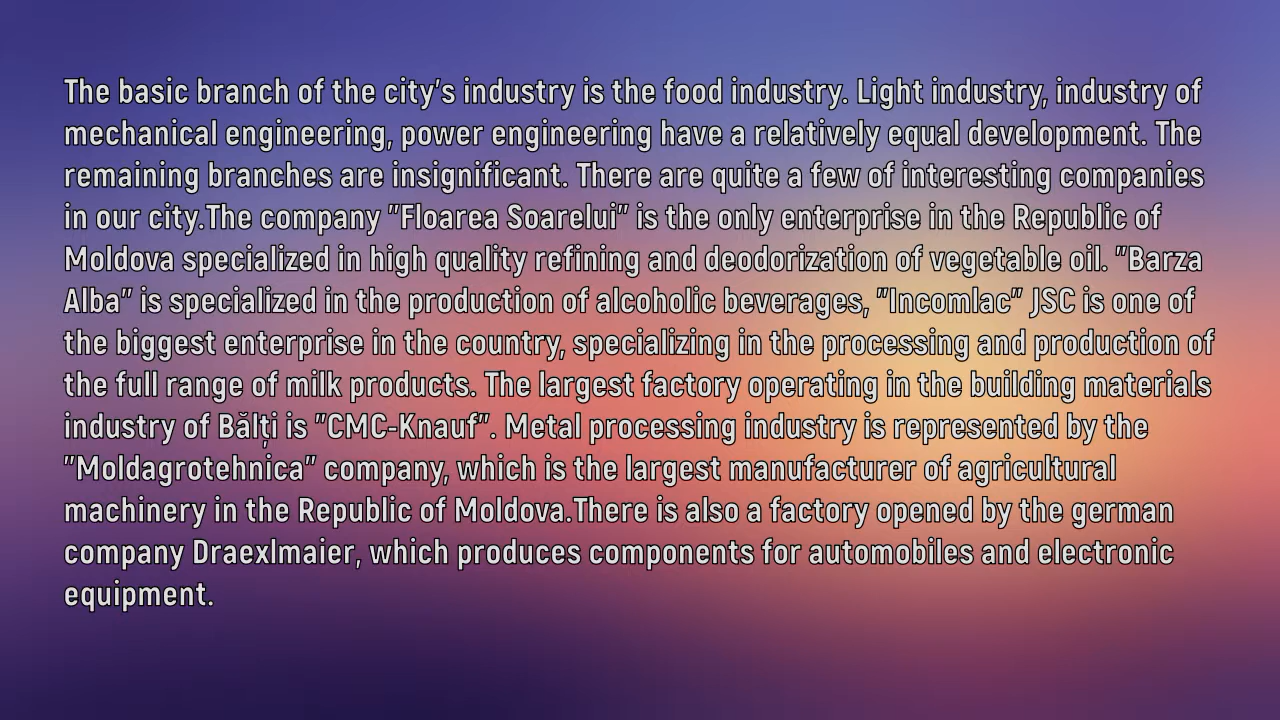 The basic branch of the city's industry is the food industry. Light industry, industry of
mechanical engineering, power engineering have a relatively equal development. The
remaining branches are insignificant. There are quite a few of interesting companies
in our city.The company "Floarea Soarelui" is the only enterprise in the Republic of
Moldova specialized in high quality refining and deodorization of vegetable oil. "Barza
Alba" is specialized in the production of alcoholic beverages, "Incomlac" JSC is one of
the biggest enterprise in the country, specializing in the processing and production of
the full range of milk products. The largest factory operating in the building materials
industry of Bălți is "CMC-Knauf". Metal processing industry is represented by the
"Moldagrotehnica" company, which is the largest manufacturer of agricultural
machinery in the Republic of Moldova.There is also a factory opened by the german
company Draexlmaier, which produces components for automobiles and electronic
equipment.